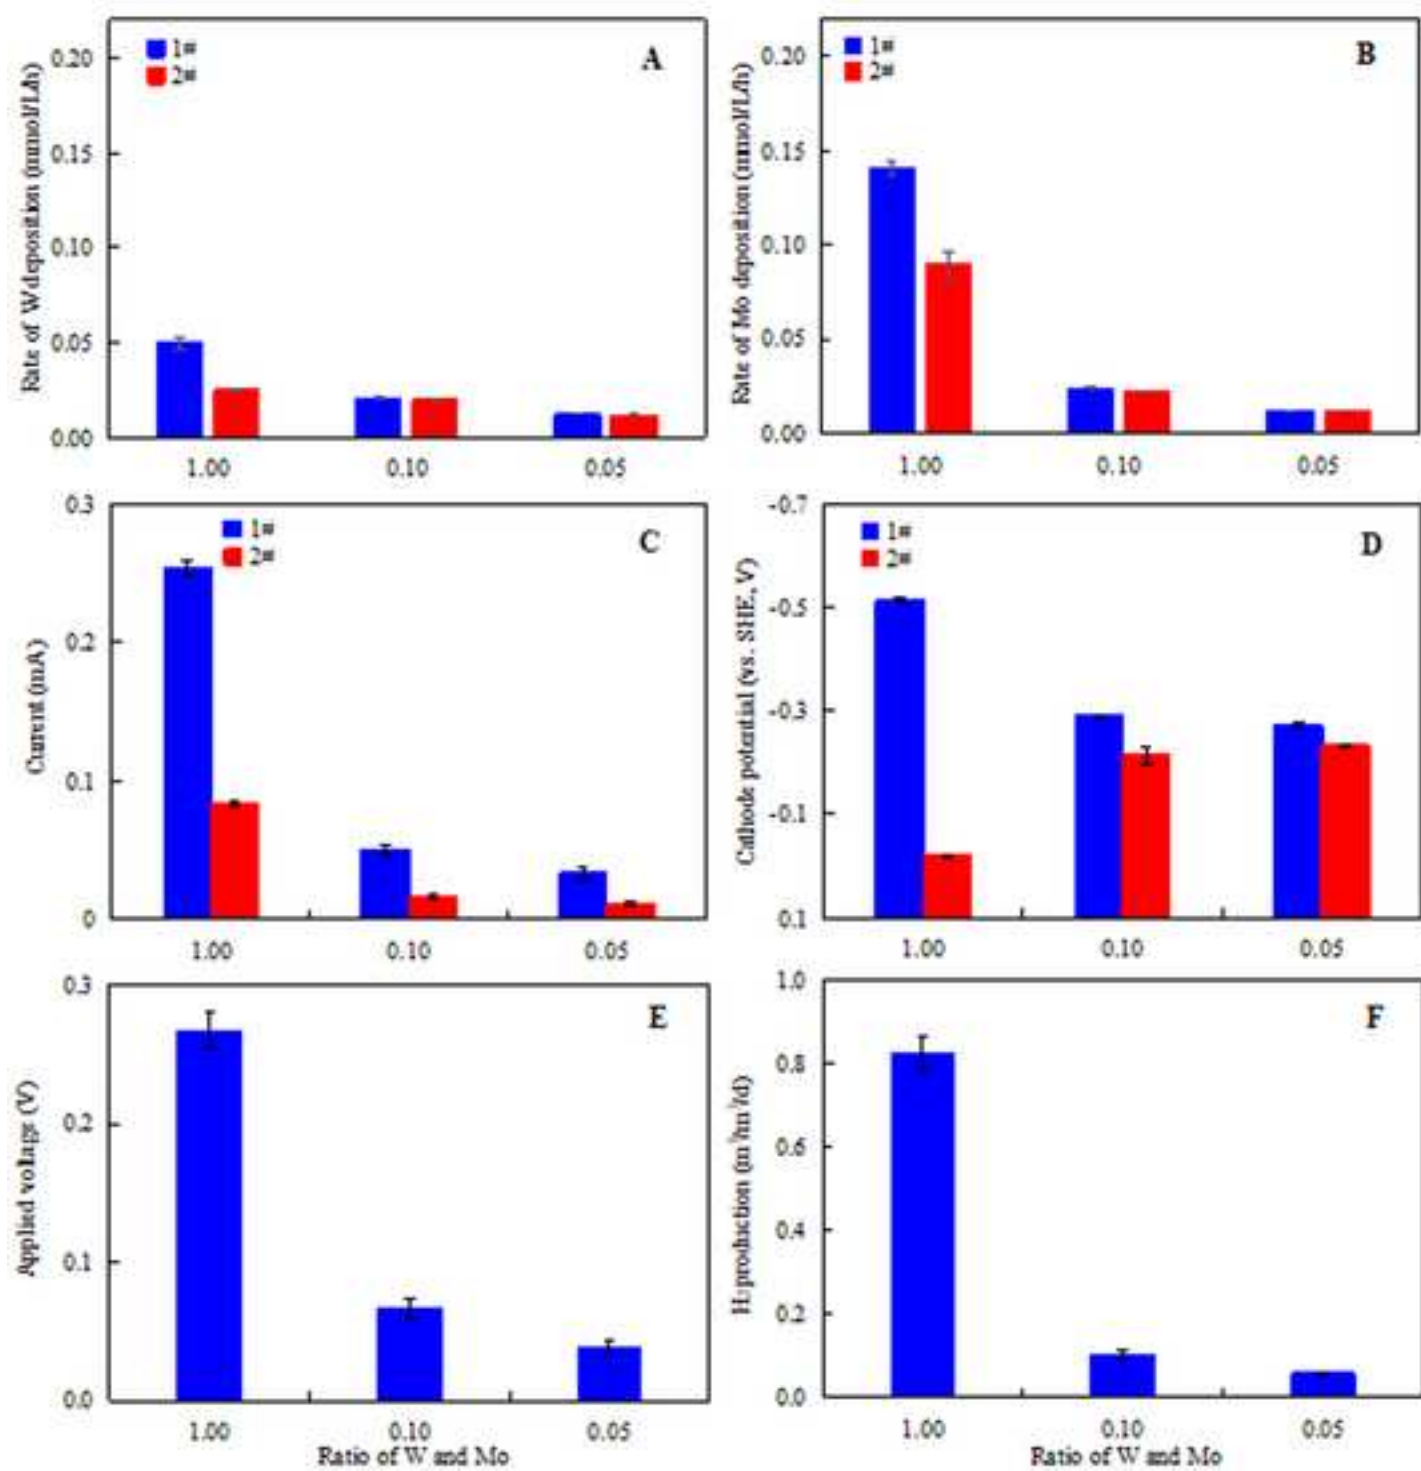 Rate of W deposition (mmol/L/h)
0.20
0.15
0.10
0.05
0.00
1#
2#
A
1.00 0.10 0.05
Rate of Mo deposition (mmol/L/h)
0.20
0.15
0.10
0.05
0.00
1#
2#
B
1.00 0.10 0.05
Current (mA)
0.3
0.2
0.1
0
1#
2#
C
1.00 0.10 0.05
Cathode potential (vs. SHE, V)
-0.7
-0.5
-0.3
-0.1
0.1
1#
2#
D
1.00 0.10 0.05
Applied voltage (V)
0.3
0.2
0.1
0.0
E
1.00 0.10 0.05
Ratio of W and Mo
H₂ production (m³/m³/d)
1.0
0.8
0.6
0.4
0.2
0.0
F
1.00 0.10 0.05
Ratio of W and Mo